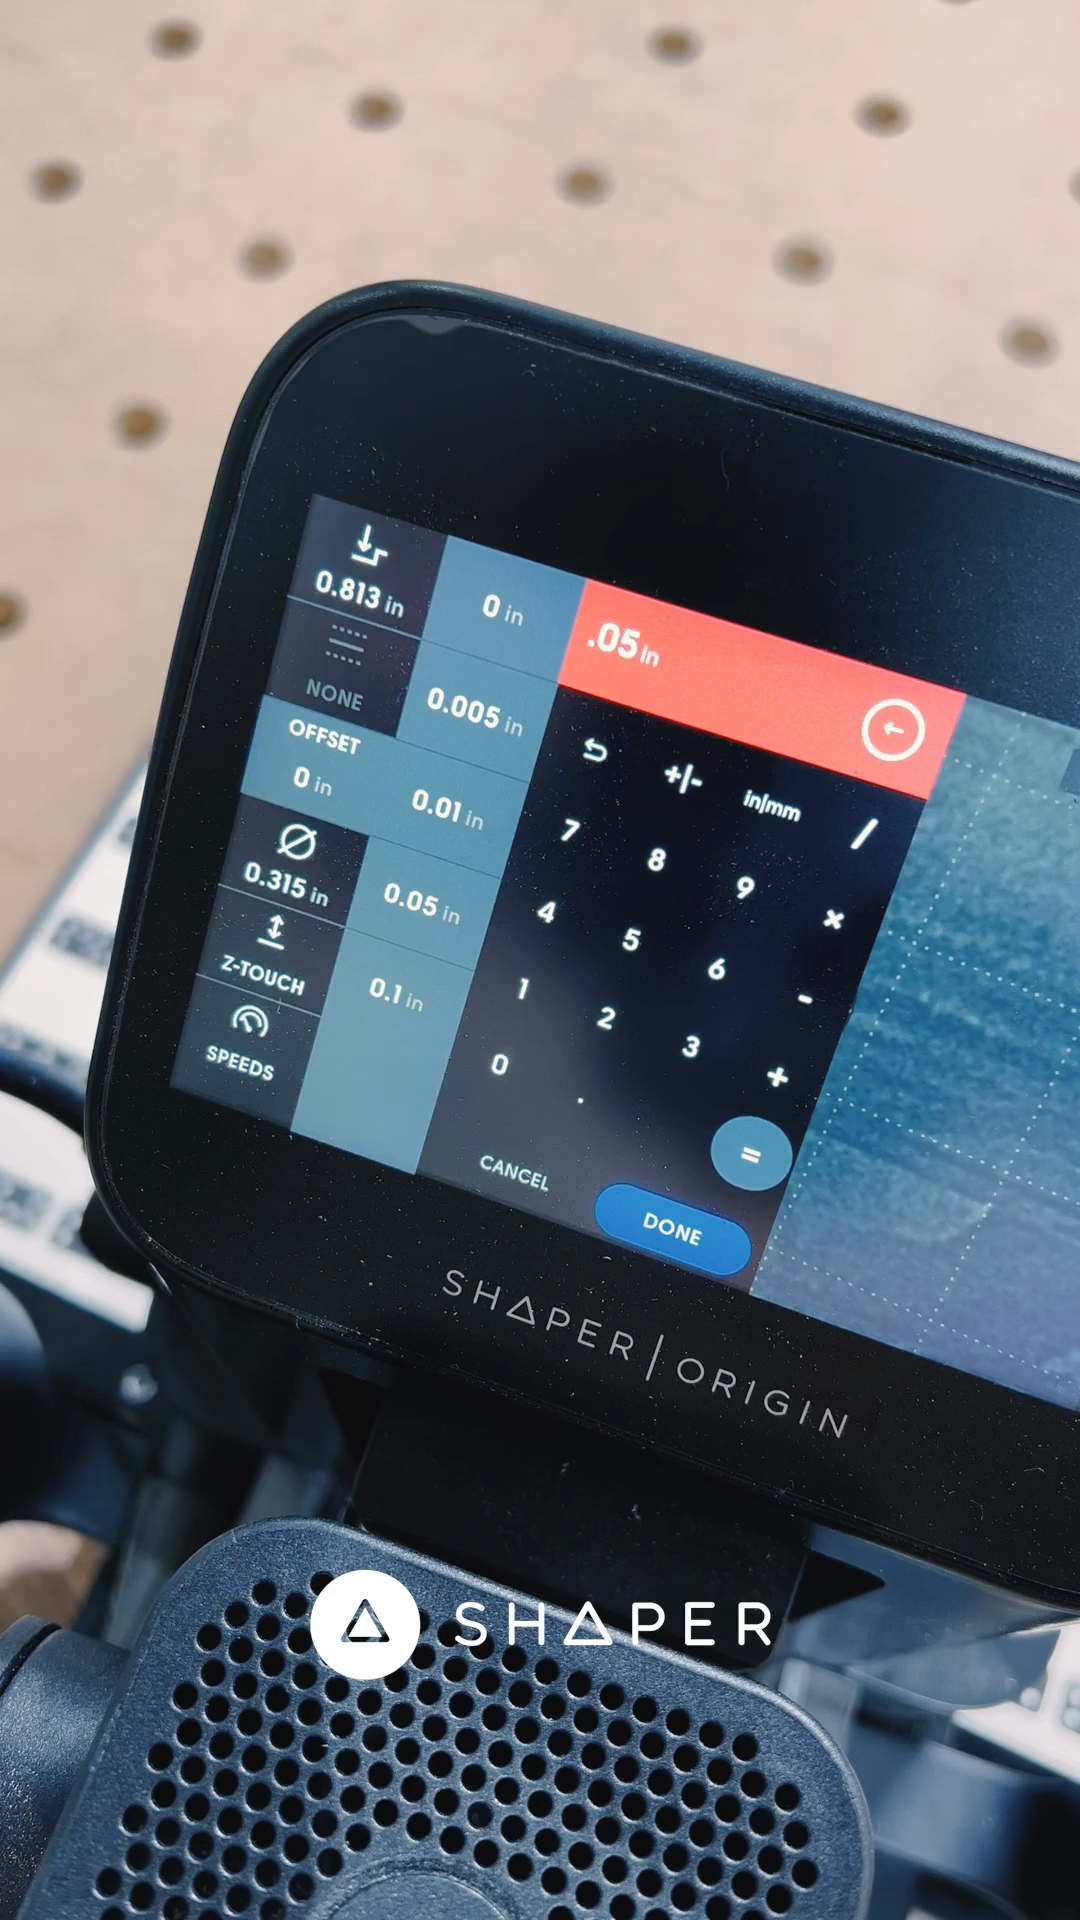 0.813 in
NONE
OFFSET
0 in
0.315 in
Z-TOUCH
SPEEDS
0 in
0.005 in
0.01 in
0.05 in
0.1 in
.05 in
+/- in/mm /
7 8 9 ×
4 5 6 -
1 2 3 +
0 . =
CANCEL DONE
SHAPER | ORIGIN
SHAPER